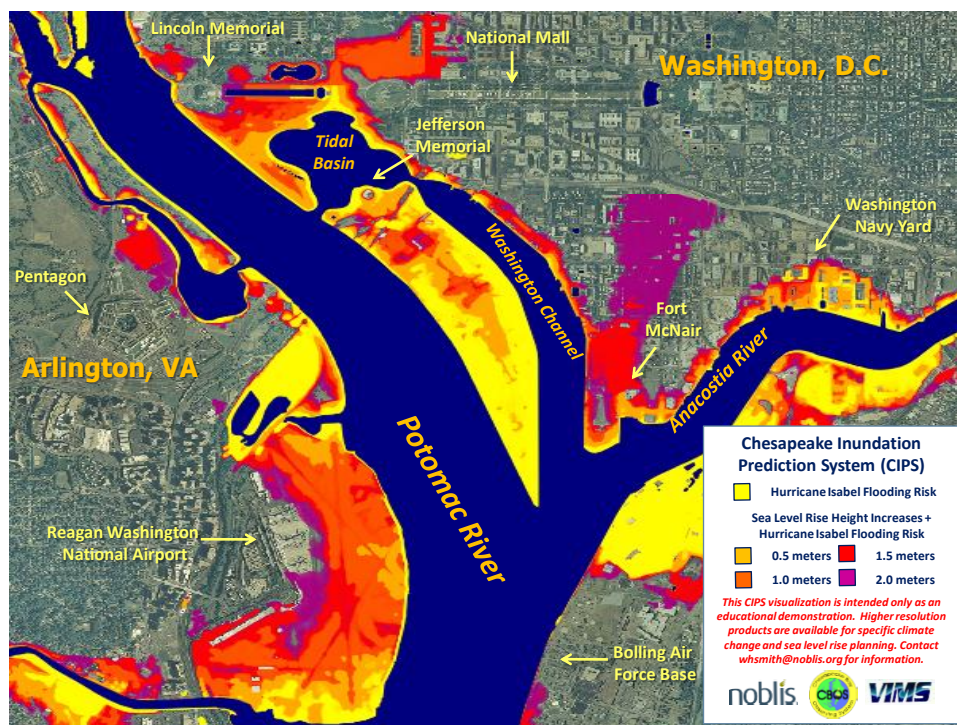 Lincoln Memorial
National Mall
Washington, D.C.
Jefferson
Memorial
Tidal
Basin
Washington
Navy Yard
Washington Channel
Pentagon
Fort
McNair
Anacostia River
Arlington, VA
Potomac River
Reagan Washington
National Airport
Bolling Air
Force Base
Chesapeake Inundation
Prediction System (CIPS)
Hurricane Isabel Flooding Risk
Sea Level Rise Height Increases +
Hurricane Isabel Flooding Risk
0.5 meters
1.5 meters
1.0 meters
2.0 meters
This CIPS visualization is intended only as an
educational demonstration. Higher resolution
products are available for specific climate
change and sea level rise planning. Contact
whsmith@noblis.org for information.
noblis.
CBOS
VIMS